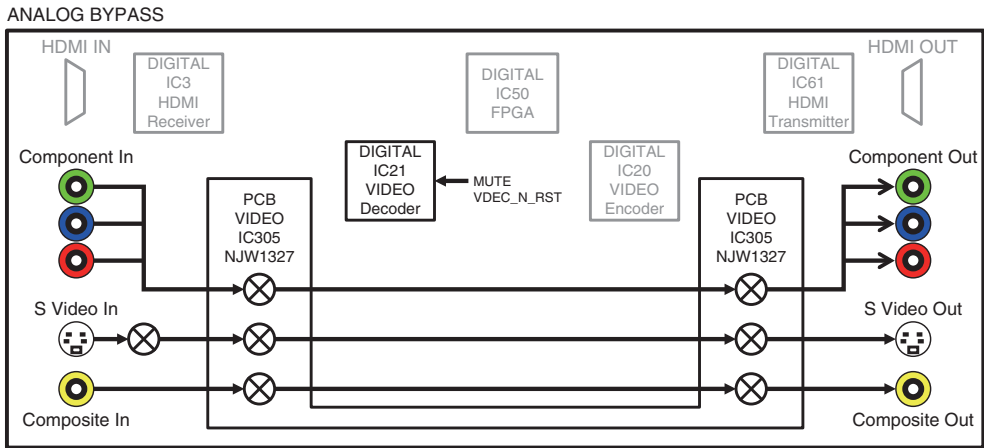 ANALOG BYPASS
HDMI IN
HDMI OUT
DIGITAL
IC3
HDMI
Receiver
DIGITAL
IC50
FPGA
DIGITAL
IC61
HDMI
Transmitter
Component In
Component Out
DIGITAL
IC21
VIDEO
Decoder
MUTE
VDEC_N_RST
DIGITAL
IC20
VIDEO
Encoder
PCB
VIDEO
IC305
NJW1327
PCB
VIDEO
IC305
NJW1327
S Video In
S Video Out
Composite In
Composite Out